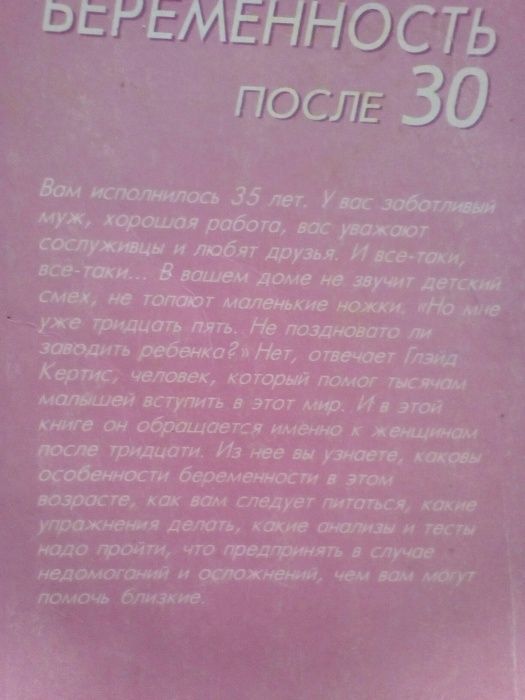 БЕРЕМЕННОСТЬ
ПОСЛЕ 30
Вам исполнилось 35 лет. У вас заботливый
муж, хорошая работа, вас уважают
сослуживцы и любят друзья. И все-таки,
все-таки... В вашем доме не звучит детский
смех, не топают маленькие ножки. «Но мне
уже тридцать пять. Не поздновато ли
заводить ребенка?» Нет, отвечает Глэйд
Кертис, человек, который помог тысячам
малышей вступить в этот мир. И в этой
книге он обращается именно к женщинам
после тридцати. Из нее вы узнаете, каковы
особенности беременности в этом
возрасте, как вам следует питаться, какие
упражнения делать, какие анализы и тесты
надо пройти, что предпринять в случае
недомоганий и осложнений, чем вам могут
помочь близкие.